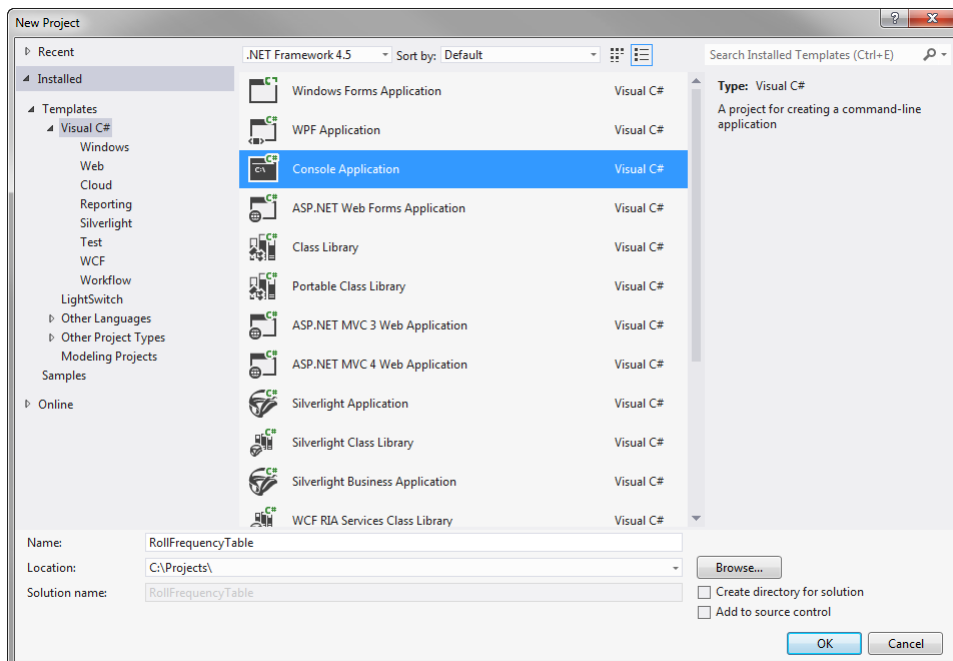 New Project
Recent
Installed
Templates
Visual C#
Windows
Web
Cloud
Reporting
Silverlight
Test
WCF
Workflow
LightSwitch
Other Languages
Other Project Types
Modeling Projects
Samples
Online
.NET Framework 4.5 Sort by: Default
Windows Forms Application Visual C#
WPF Application Visual C#
Console Application Visual C#
ASP.NET Web Forms Application Visual C#
Class Library Visual C#
Portable Class Library Visual C#
ASP.NET MVC 3 Web Application Visual C#
ASP.NET MVC 4 Web Application Visual C#
Silverlight Application Visual C#
Silverlight Class Library Visual C#
Silverlight Business Application Visual C#
WCF RIA Services Class Library Visual C#
Search Installed Templates (Ctrl+E)
Type: Visual C#
A project for creating a command-line
application
Name: RollFrequencyTable
Location: C:\Projects\
Browse...
Solution name: RollFrequencyTable
Create directory for solution
Add to source control
OK Cancel